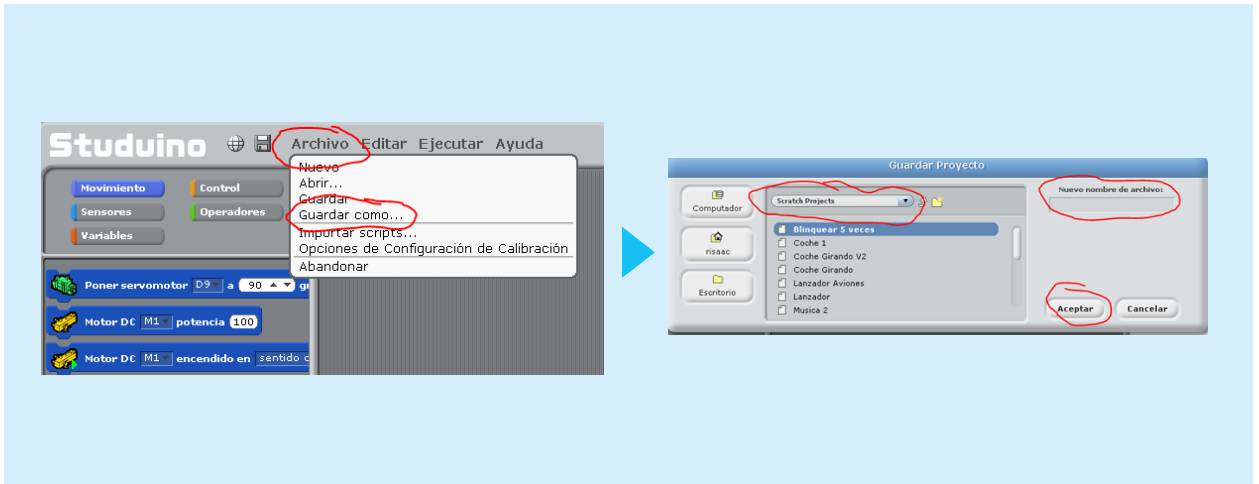 Studuino
Archivo Editar Ejecutar Ayuda
Nuevo
Abrir...
Guardar
Guardar como...
Importar scripts...
Opciones de Configuración de Calibración
Abandonar
Movimiento Control
Sensores Operadores
Variables
Poner servomotor D9 a 90
Motor DC M1 potencia 100
Motor DC M1 encendido en sentido
Guardar Proyecto
Computador
risaac
Escritorio
Scratch Projects
Blinquear 5 veces
Coche 1
Coche Girando V2
Coche Girando
Lanzador Aviones
Lanzador
Musica 2
Nuevo nombre de archivo:
Aceptar Cancelar